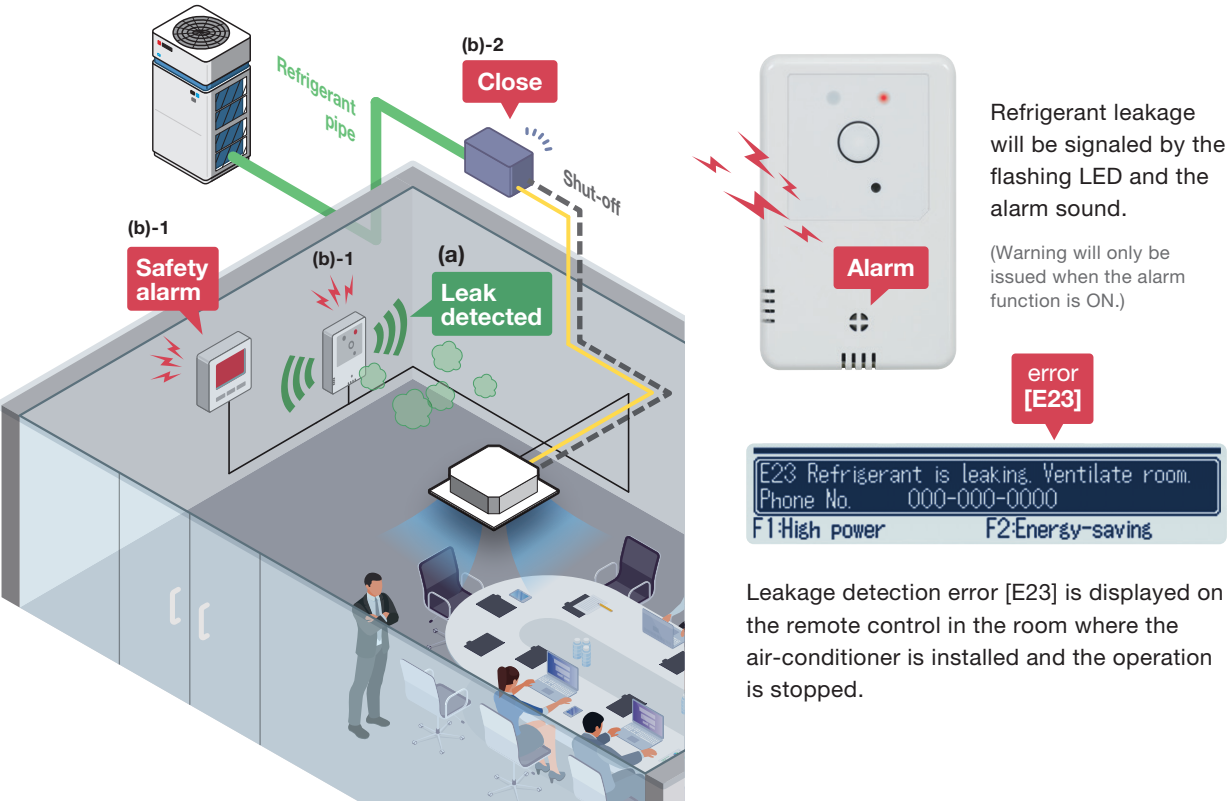 (b)-2
Close
Refrigerant
pipe
Shut-off
(b)-1
Safety
alarm
(b)-1
(a)
Leak
detected
Alarm
Refrigerant leakage
will be signaled by the
flashing LED and the
alarm sound.
(Warning will only be
issued when the alarm
function is ON.)
error
[E23]
E23 Refrigerant is leaking. Ventilate room.
Phone No. 000-000-0000
F1:High power F2:Energy-saving
Leakage detection error [E23] is displayed on
the remote control in the room where the
air-conditioner is installed and the operation
is stopped.